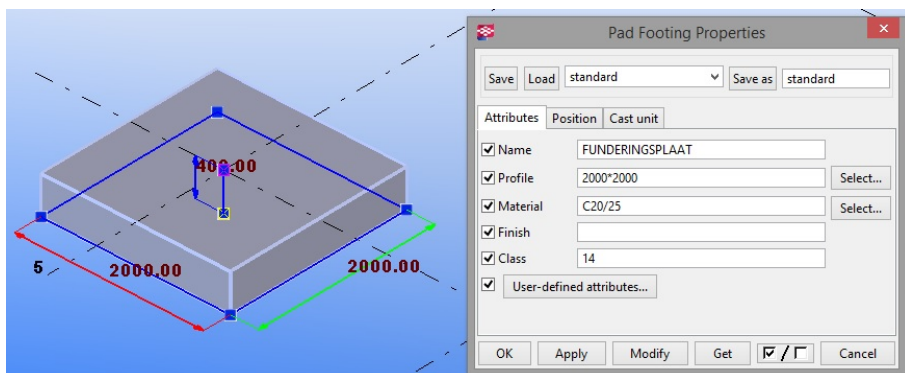 400.00
5
2000.00
2000.00
Pad Footing Properties
Save Load standard Save as standard
Attributes Position Cast unit
Name FUNDERINGSPLAAT
Profile 2000*2000 Select...
Material C20/25 Select...
Finish
Class 14
User-defined attributes...
OK Apply Modify Get / Cancel